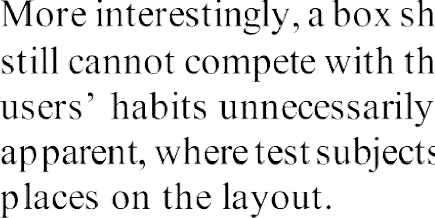 More interestingly, a box sh
still cannot compete with th
users’ habits unnecessarily
apparent, where test subjects
places on the layout.